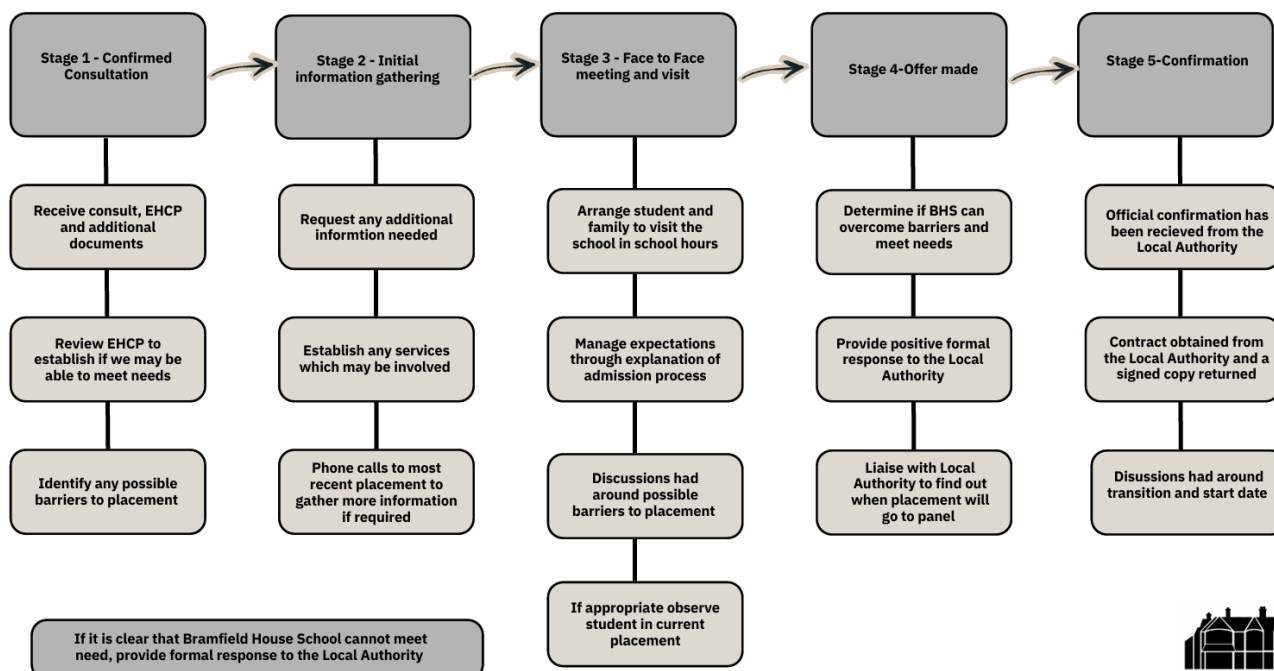 Stage 1 - Confirmed
Consultation
Receive consult, EHCP
and additional
documents
Review EHCP to
establish if we may be
able to meet needs
Identify any possible
barriers to placement
Stage 2 - Initial
information gathering
Request any additional
informtion needed
Establish any services
which may be involved
Phone calls to most
recent placement to
gather more information
if required
Stage 3 - Face to Face
meeting and visit
Arrange student and
family to visit the
school in school hours
Manage expectations
through explanation of
admission process
Discussions had
around possible
barriers to placement
If appropriate observe
student in current
placement
Stage 4-Offer made
Determine if BHS can
overcome barriers and
meet needs
Provide positive formal
response to the Local
Authority
Liaise with Local
Authority to find out
when placement will
go to panel
Stage 5-Confirmation
Official confirmation has
been recieved from the
Local Authority
Contract obtained from
the Local Authority and a
signed copy returned
Disussions had around
transition and start date
If it is clear that Bramfield House School cannot meet
need, provide formal response to the Local Authority